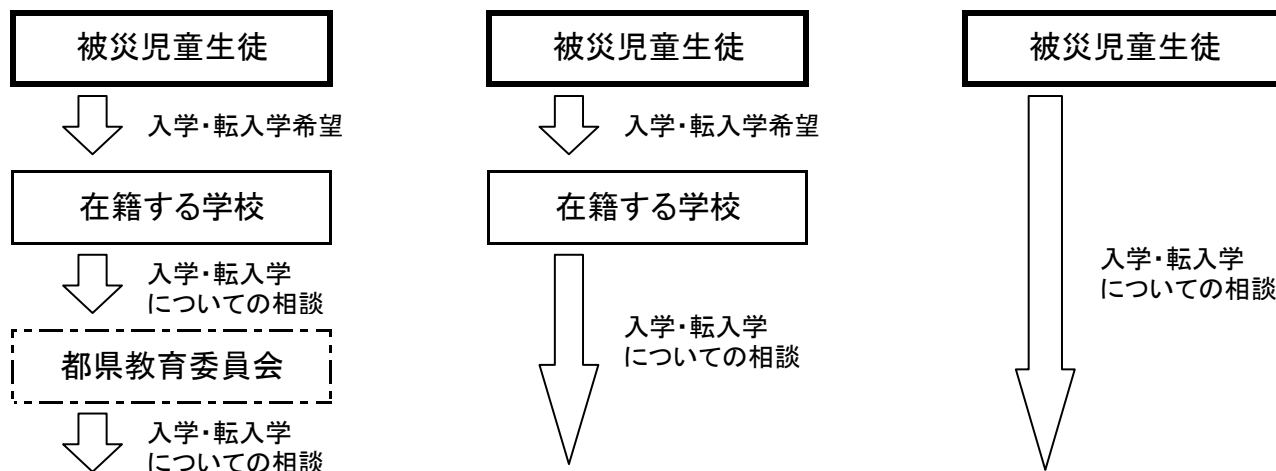 被災児童生徒
入学・転入学希望
在籍する学校
入学・転入学
についての相談
都県教育委員会
入学・転入学
についての相談
被災児童生徒
入学・転入学希望
在籍する学校
入学・転入学
についての相談
被災児童生徒
入学・転入学
についての相談